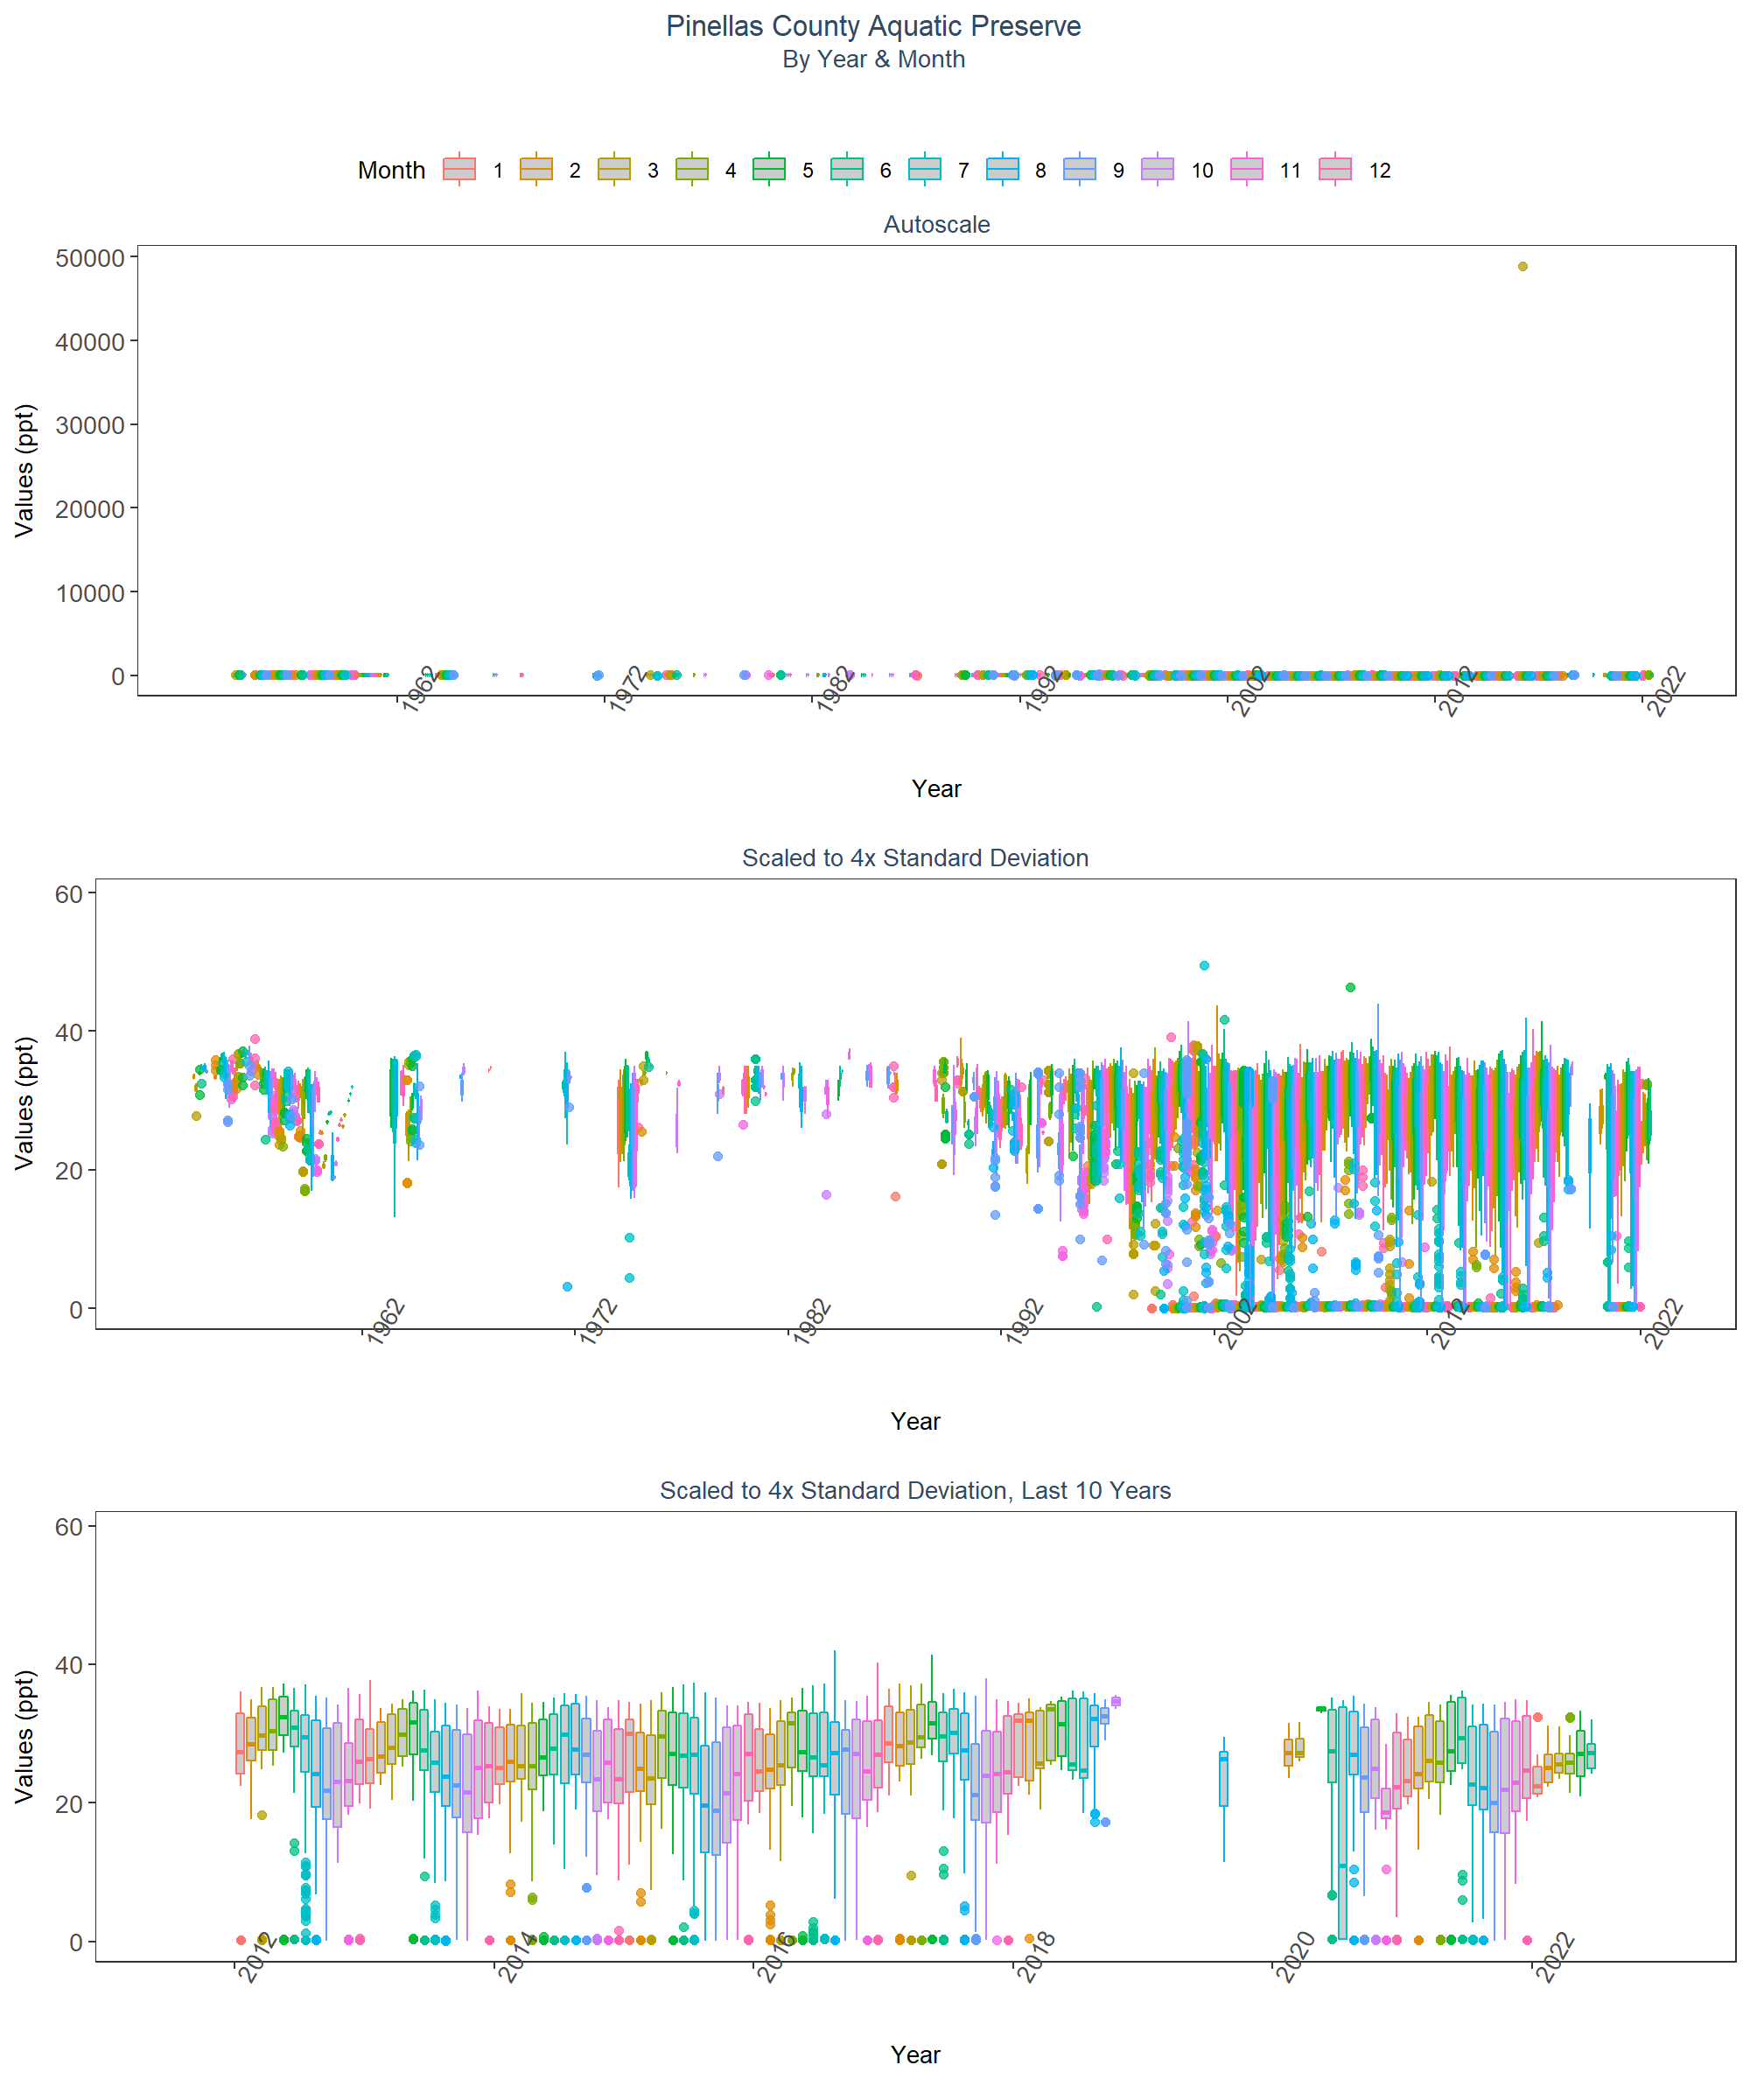 Pinellas County Aquatic Preserve
By Year & Month
Month 1 2 3 4 5 6 7 8 9 10 11 12
Autoscale
Values (ppt)
50000
40000
30000
20000
10000
0
1962 1972 1982 1992 2002 2012 2022
Year
Scaled to 4x Standard Deviation
Values (ppt)
60
40
20
0
1962 1972 1982 1992 2002 2012 2022
Year
Scaled to 4x Standard Deviation, Last 10 Years
Values (ppt)
60
40
20
0
2012 2014 2016 2018 2020 2022
Year